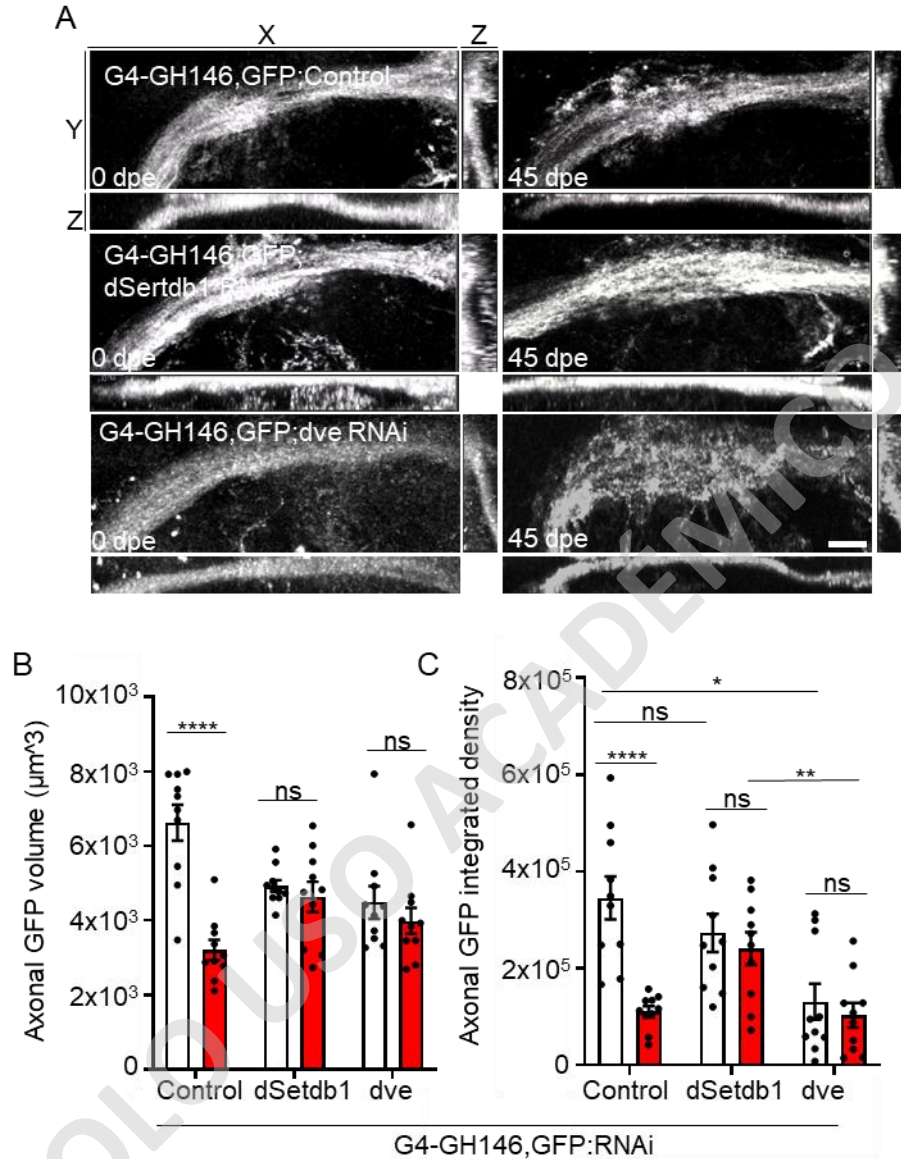 A
X
Z
G4-GH146,GFP;Control
Y
0 dpe
45 dpe
Z
G4-GH146,GFP;
dSertdb1 RNAi
0 dpe
45 dpe
G4-GH146,GFP;dve RNAi
0 dpe
45 dpe
B
C
Axonal GFP volume (µm^3)
10x10³
8x10³
6x10³
4x10³
2x10³
0
****
ns
ns
Control
dSetdb1
dve
Axonal GFP integrated density
8x10⁵
6x10⁵
4x10⁵
2x10⁵
0
*
ns
****
**
ns
ns
Control
dSetdb1
dve
G4-GH146,GFP:RNAi
SOLO USO ACADEMICO